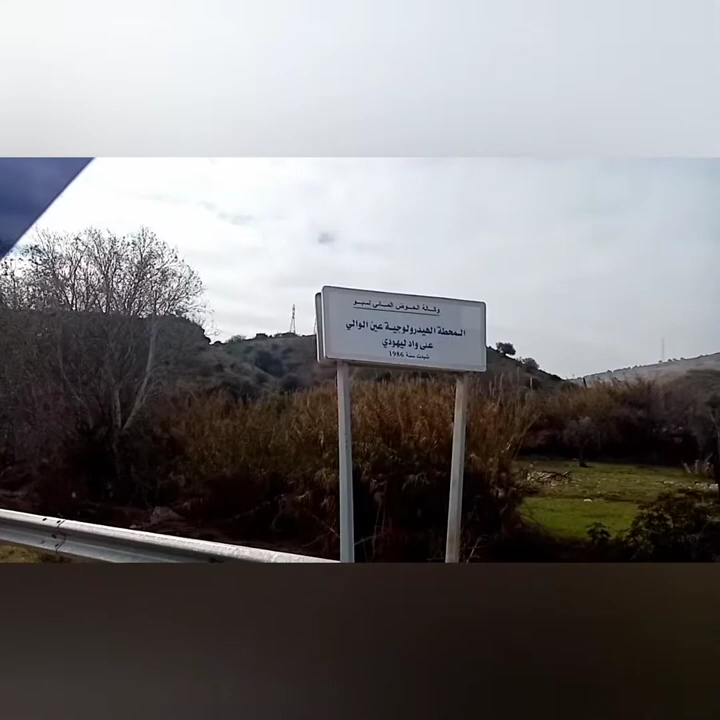 وكالة الحوض المائي لسبو
المحطة الهيدرولوجية عين الوالي
على واد ليهودي
شيدت سنة 1986